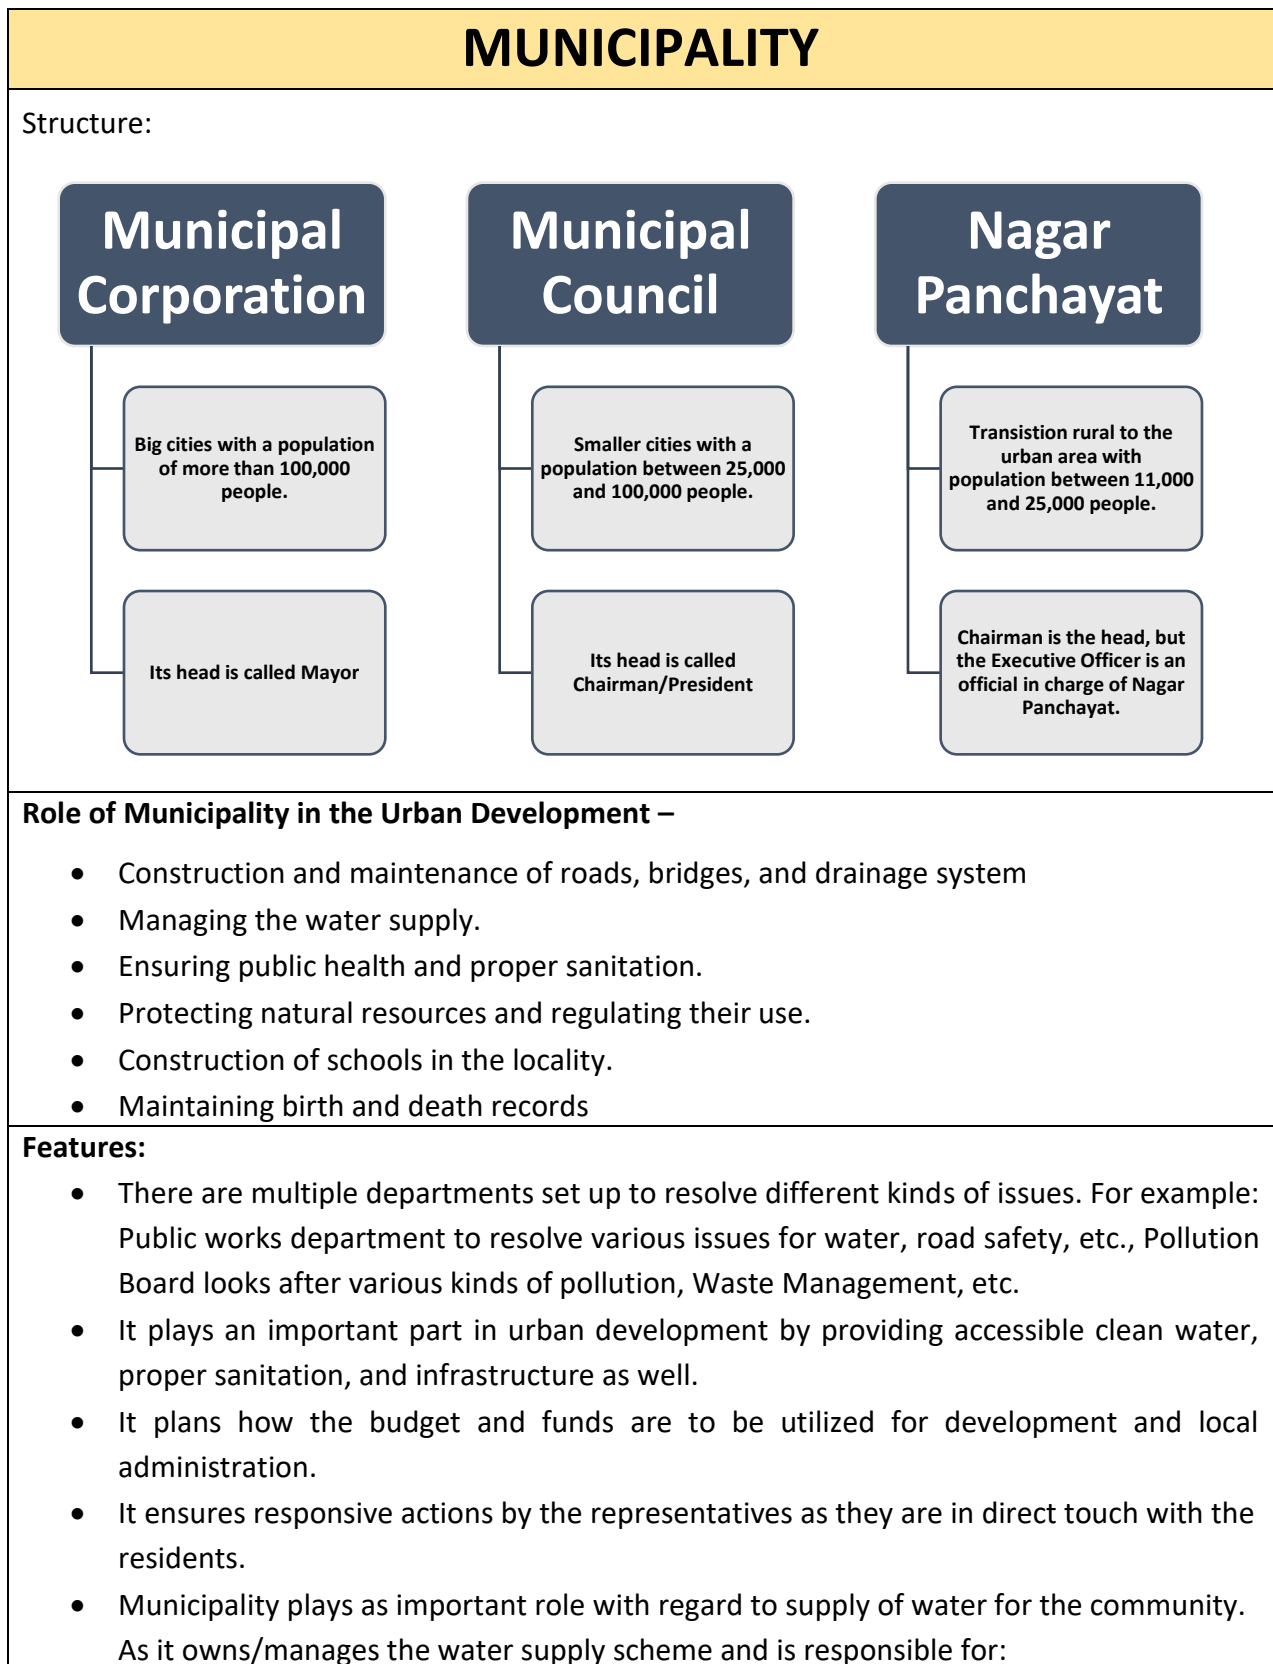 MUNICIPALITY
Structure:
Municipal
Corporation
Big cities with a population
of more than 100,000
people.
Its head is called Mayor
Municipal
Council
Smaller cities with a
population between 25,000
and 100,000 people.
Its head is called
Chairman/President
Nagar
Panchayat
Transistion rural to the
urban area with
population between 11,000
and 25,000 people.
Chairman is the head, but
the Executive Officer is an
official in charge of Nagar
Panchayat.
Role of Municipality in the Urban Development –
• Construction and maintenance of roads, bridges, and drainage system
• Managing the water supply.
• Ensuring public health and proper sanitation.
• Protecting natural resources and regulating their use.
• Construction of schools in the locality.
• Maintaining birth and death records
Features:
• There are multiple departments set up to resolve different kinds of issues. For example:
Public works department to resolve various issues for water, road safety, etc., Pollution
Board looks after various kinds of pollution, Waste Management, etc.
• It plays an important part in urban development by providing accessible clean water,
proper sanitation, and infrastructure as well.
• It plans how the budget and funds are to be utilized for development and local
administration.
• It ensures responsive actions by the representatives as they are in direct touch with the
residents.
• Municipality plays as important role with regard to supply of water for the community.
As it owns/manages the water supply scheme and is responsible for: